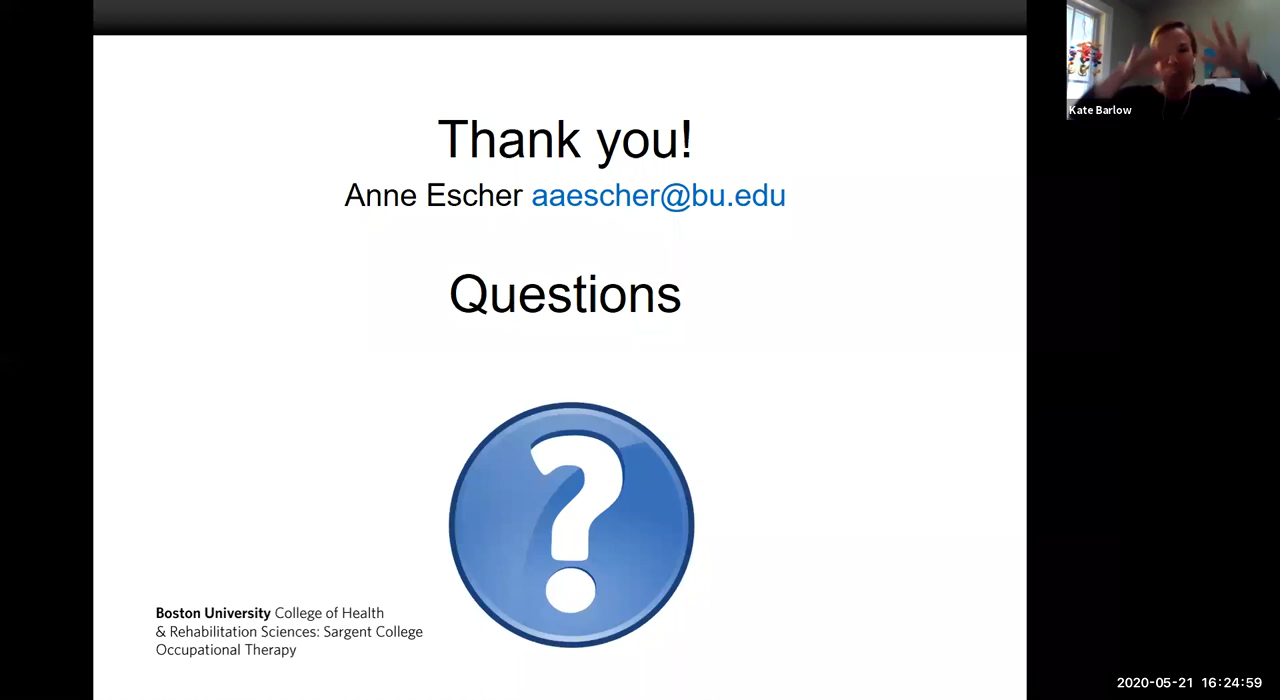 Thank you!
Anne Escher aaescher@bu.edu
Questions
?
Boston University College of Health
& Rehabilitation Sciences: Sargent College
Occupational Therapy
Kate Barlow
2020-05-21 16:24:59